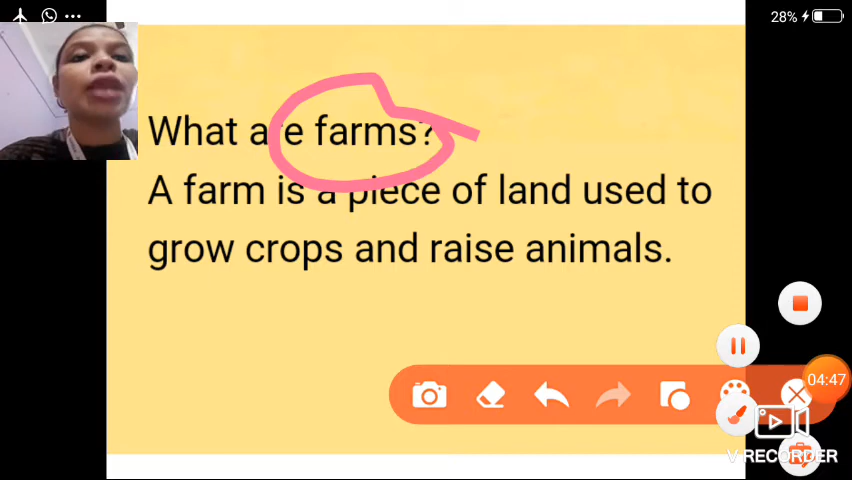 28%
What are farms?
A farm is a piece of land used to
grow crops and raise animals.
04:47
V RECORDER